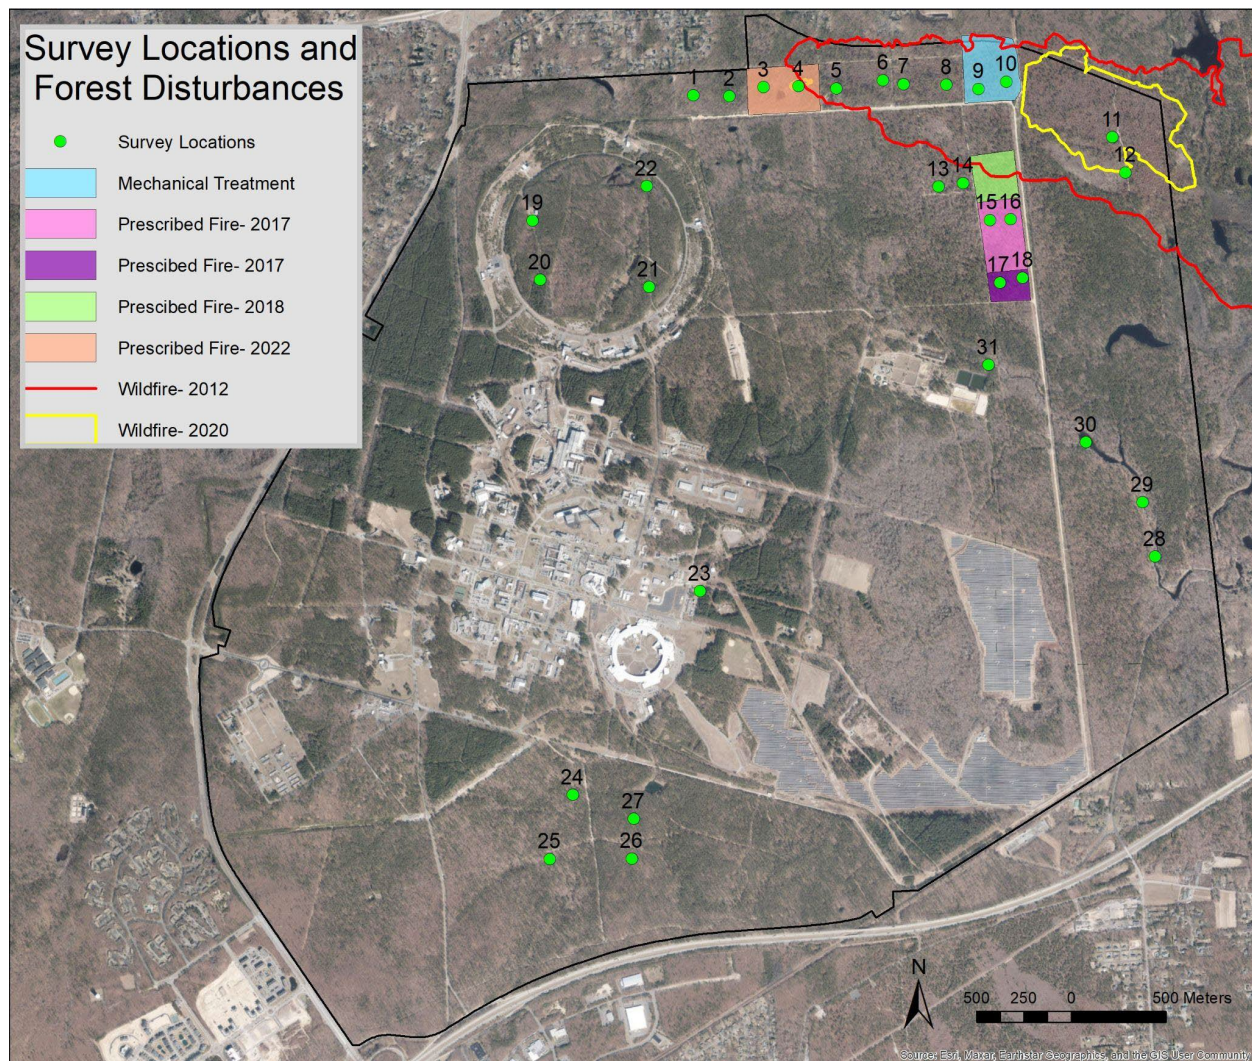 Survey Locations and
Forest Disturbances
Survey Locations
Mechanical Treatment
Prescribed Fire- 2017
Prescibed Fire- 2017
Prescribed Fire- 2018
Prescribed Fire- 2022
Wildfire- 2012
Wildfire- 2020
1 2 3 4 5 6 7 8 9 10
11
12
13 14
15 16
17 18
22
19
20 21
31
30
29
28
23
24
27
25 26
N
500 250 0 500 Meters
Source: Esri, Maxar, Earthstar Geographics, and the GIS User Community